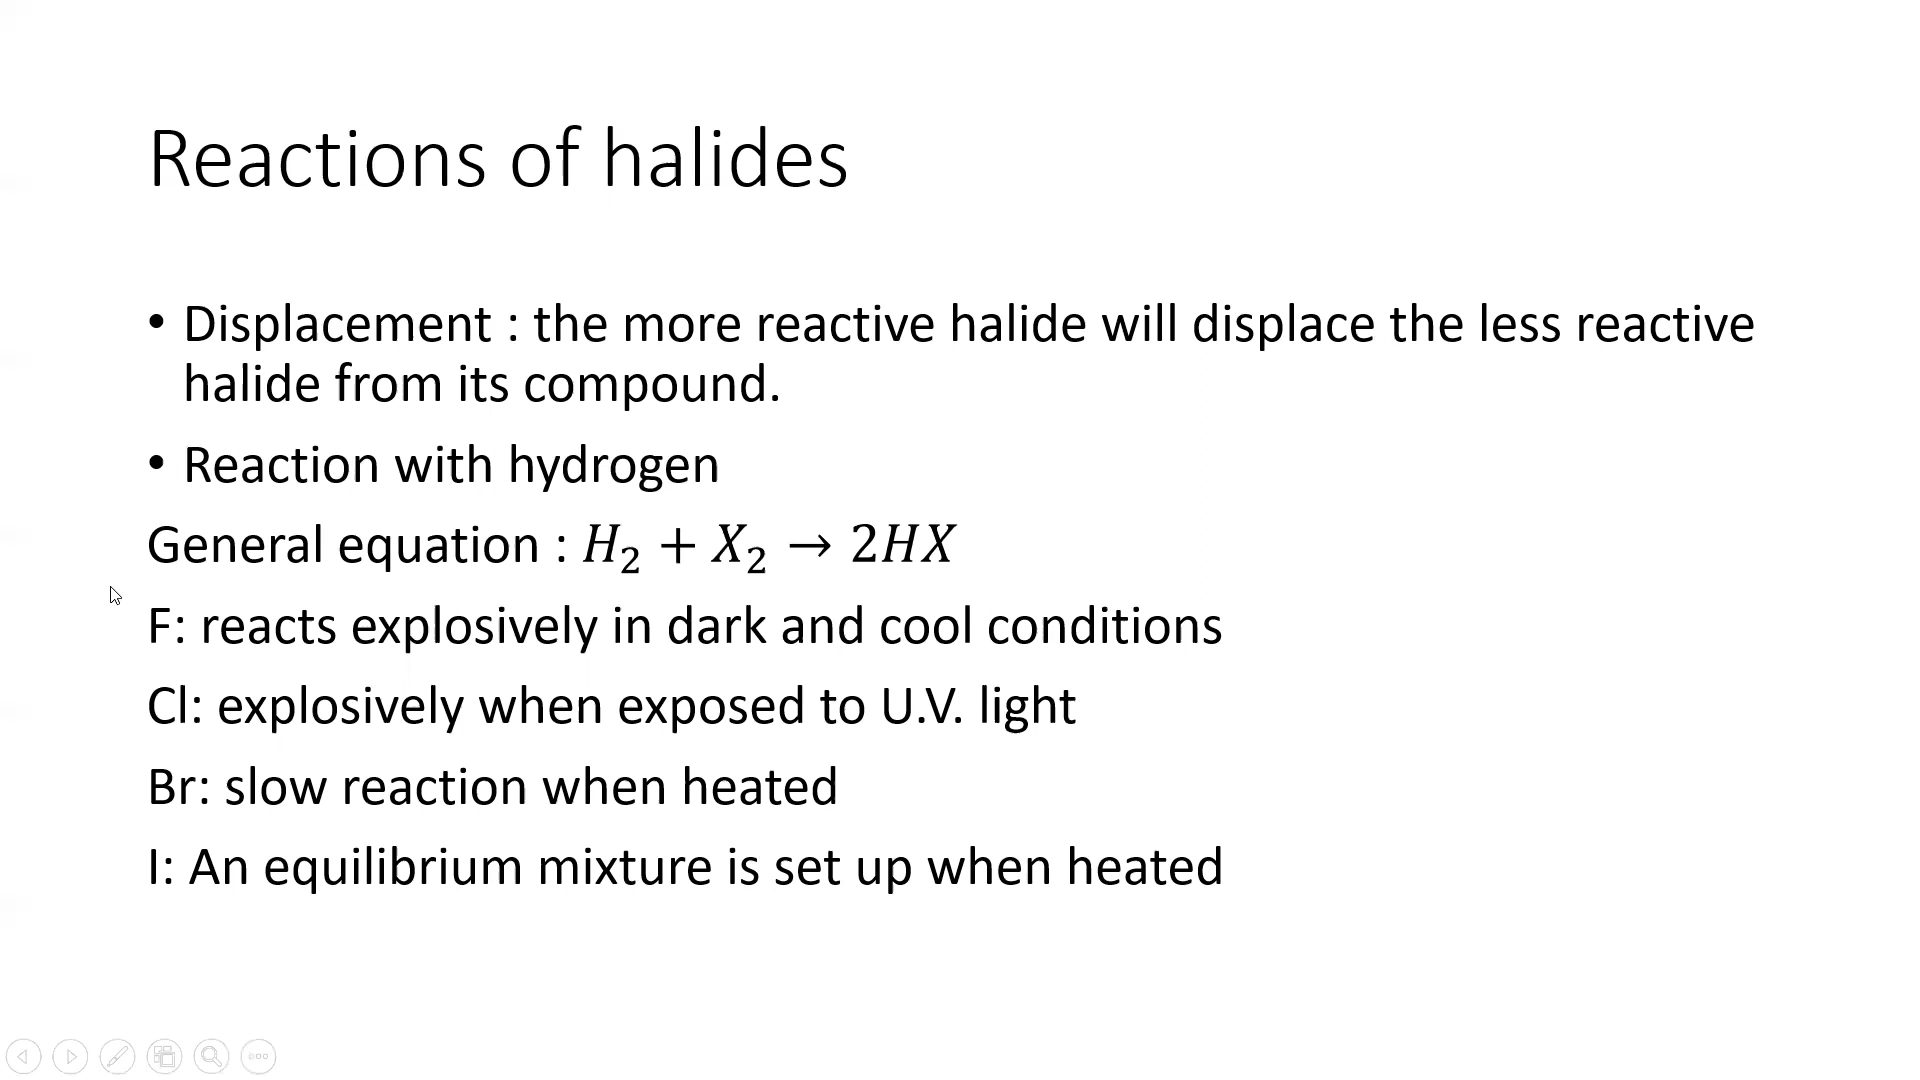 Reactions of halides
• Displacement : the more reactive halide will displace the less reactive
halide from its compound.
• Reaction with hydrogen
General equation : H₂ + X₂ → 2HX
F: reacts explosively in dark and cool conditions
Cl: explosively when exposed to U.V. light
Br: slow reaction when heated
I: An equilibrium mixture is set up when heated